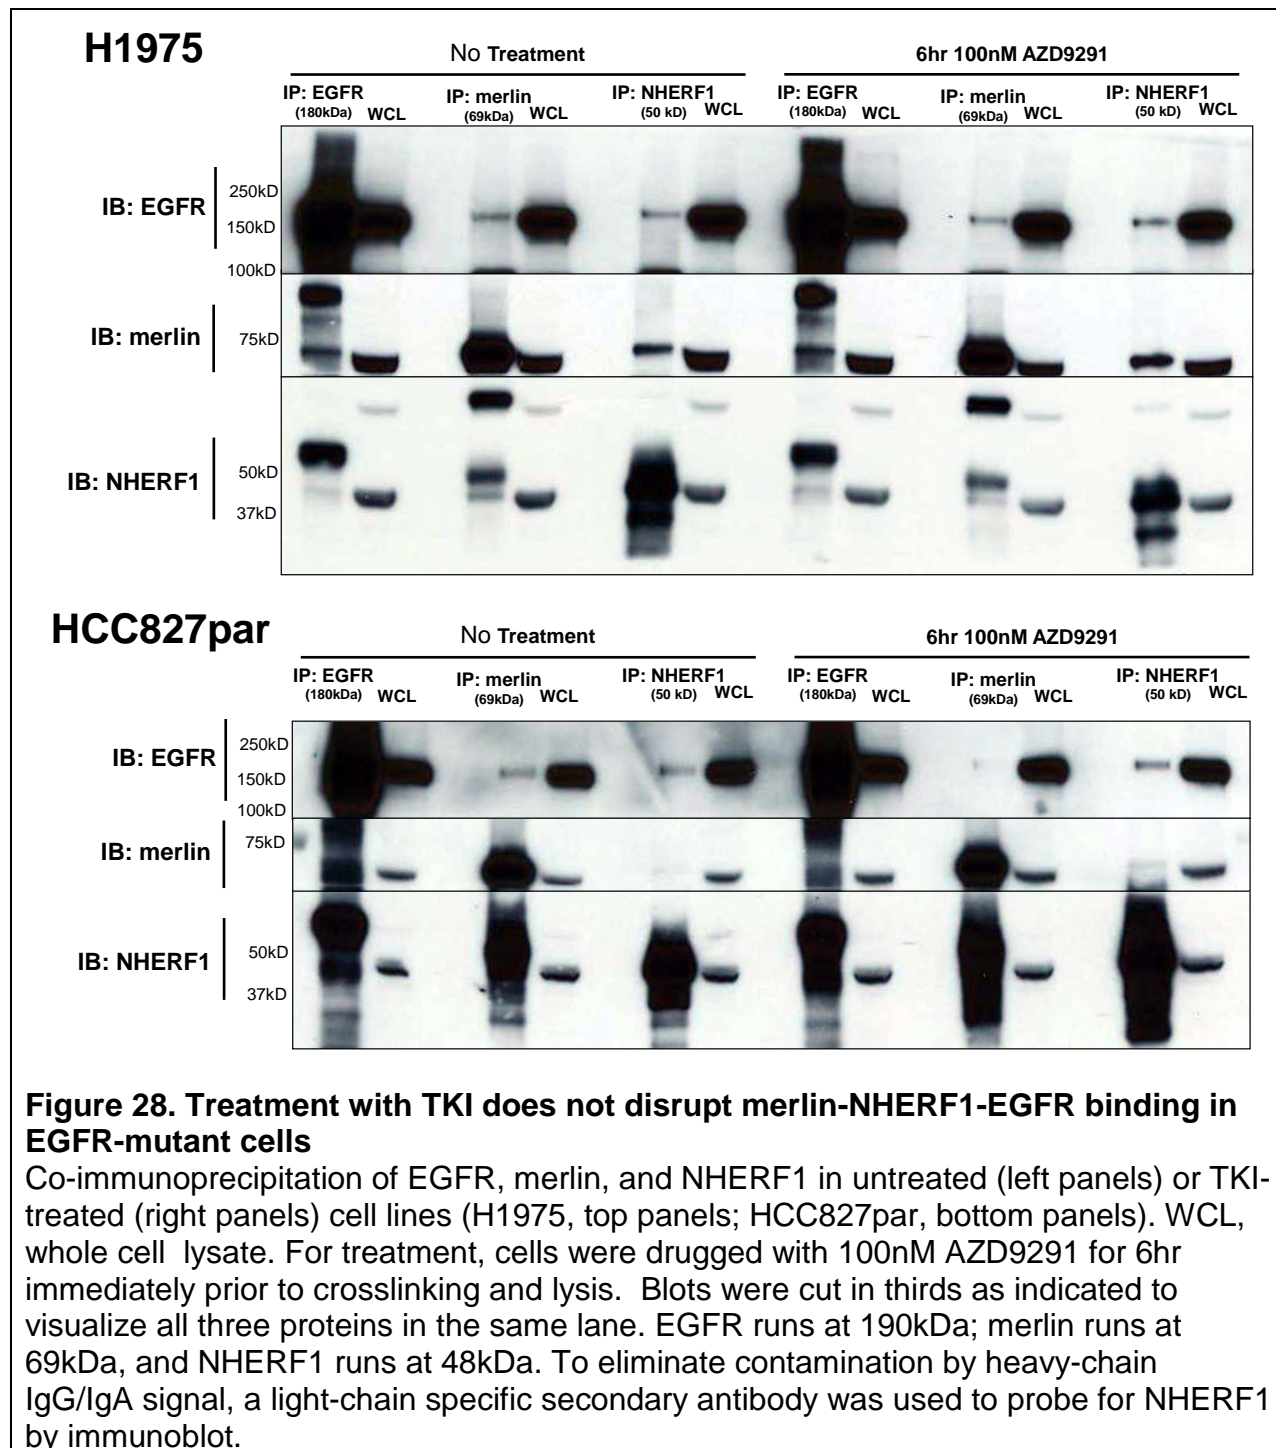 H1975
No Treatment 6hr 100nM AZD9291
IP: EGFR IP: merlin IP: NHERF1 IP: EGFR IP: merlin IP: NHERF1
(180kDa) WCL (69kDa) WCL (50 kD) WCL (180kDa) WCL (69kDa) WCL (50 kD) WCL
250kD
IB: EGFR
150kD
100kD
IB: merlin 75kD
50kD
IB: NHERF1
37kD
HCC827par
No Treatment 6hr 100nM AZD9291
IP: EGFR IP: merlin IP: NHERF1 IP: EGFR IP: merlin IP: NHERF1
(180kDa) WCL (69kDa) WCL (50 kD) WCL (180kDa) WCL (69kDa) WCL (50 kD) WCL
250kD
IB: EGFR
150kD
100kD
75kD
IB: merlin
50kD
IB: NHERF1
37kD
Figure 28. Treatment with TKI does not disrupt merlin-NHERF1-EGFR binding in
EGFR-mutant cells
Co-immunoprecipitation of EGFR, merlin, and NHERF1 in untreated (left panels) or TKI-
treated (right panels) cell lines (H1975, top panels; HCC827par, bottom panels). WCL,
whole cell lysate. For treatment, cells were drugged with 100nM AZD9291 for 6hr
immediately prior to crosslinking and lysis. Blots were cut in thirds as indicated to
visualize all three proteins in the same lane. EGFR runs at 190kDa; merlin runs at
69kDa, and NHERF1 runs at 48kDa. To eliminate contamination by heavy-chain
IgG/IgA signal, a light-chain specific secondary antibody was used to probe for NHERF1
by immunoblot.